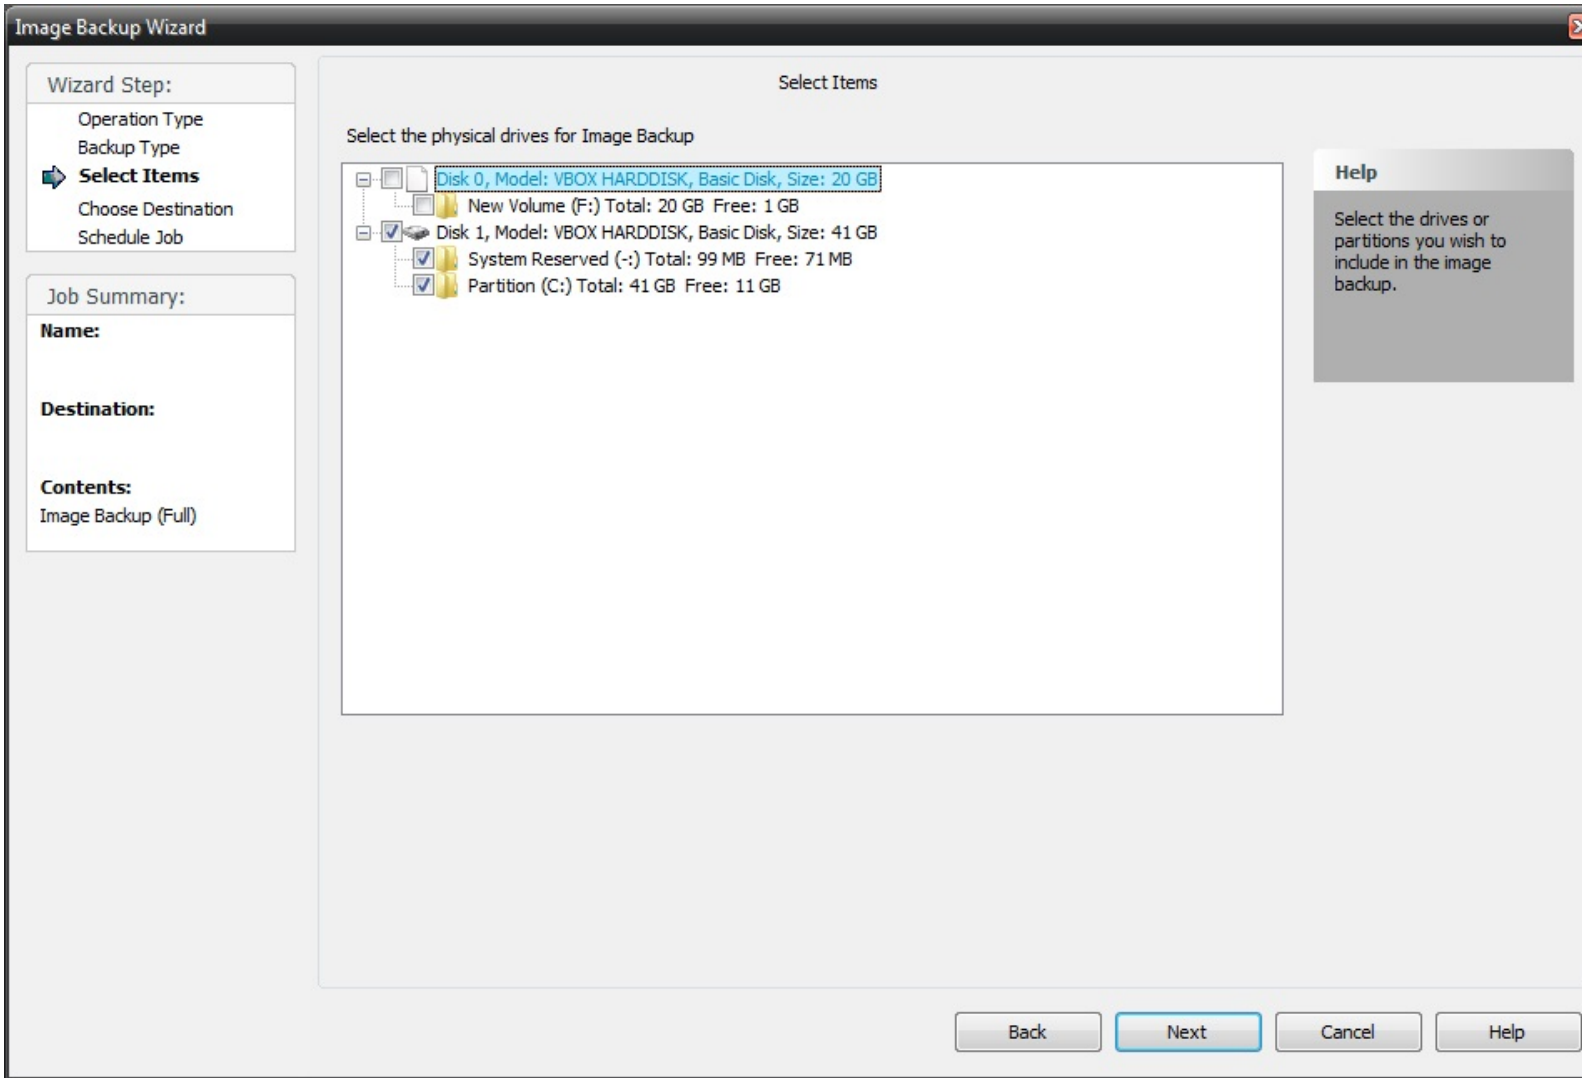 Image Backup Wizard
Wizard Step:
Operation Type
Backup Type
Select Items
Choose Destination
Schedule Job
Job Summary:
Name:
Destination:
Contents:
Image Backup (Full)
Select Items
Select the physical drives for Image Backup
Disk 0, Model: VBOX HARDDISK, Basic Disk, Size: 20 GB
New Volume (F:) Total: 20 GB Free: 1 GB
Disk 1, Model: VBOX HARDDISK, Basic Disk, Size: 41 GB
System Reserved (-:) Total: 99 MB Free: 71 MB
Partition (C:) Total: 41 GB Free: 11 GB
Help
Select the drives or
partitions you wish to
include in the image
backup.
Back
Next
Cancel
Help